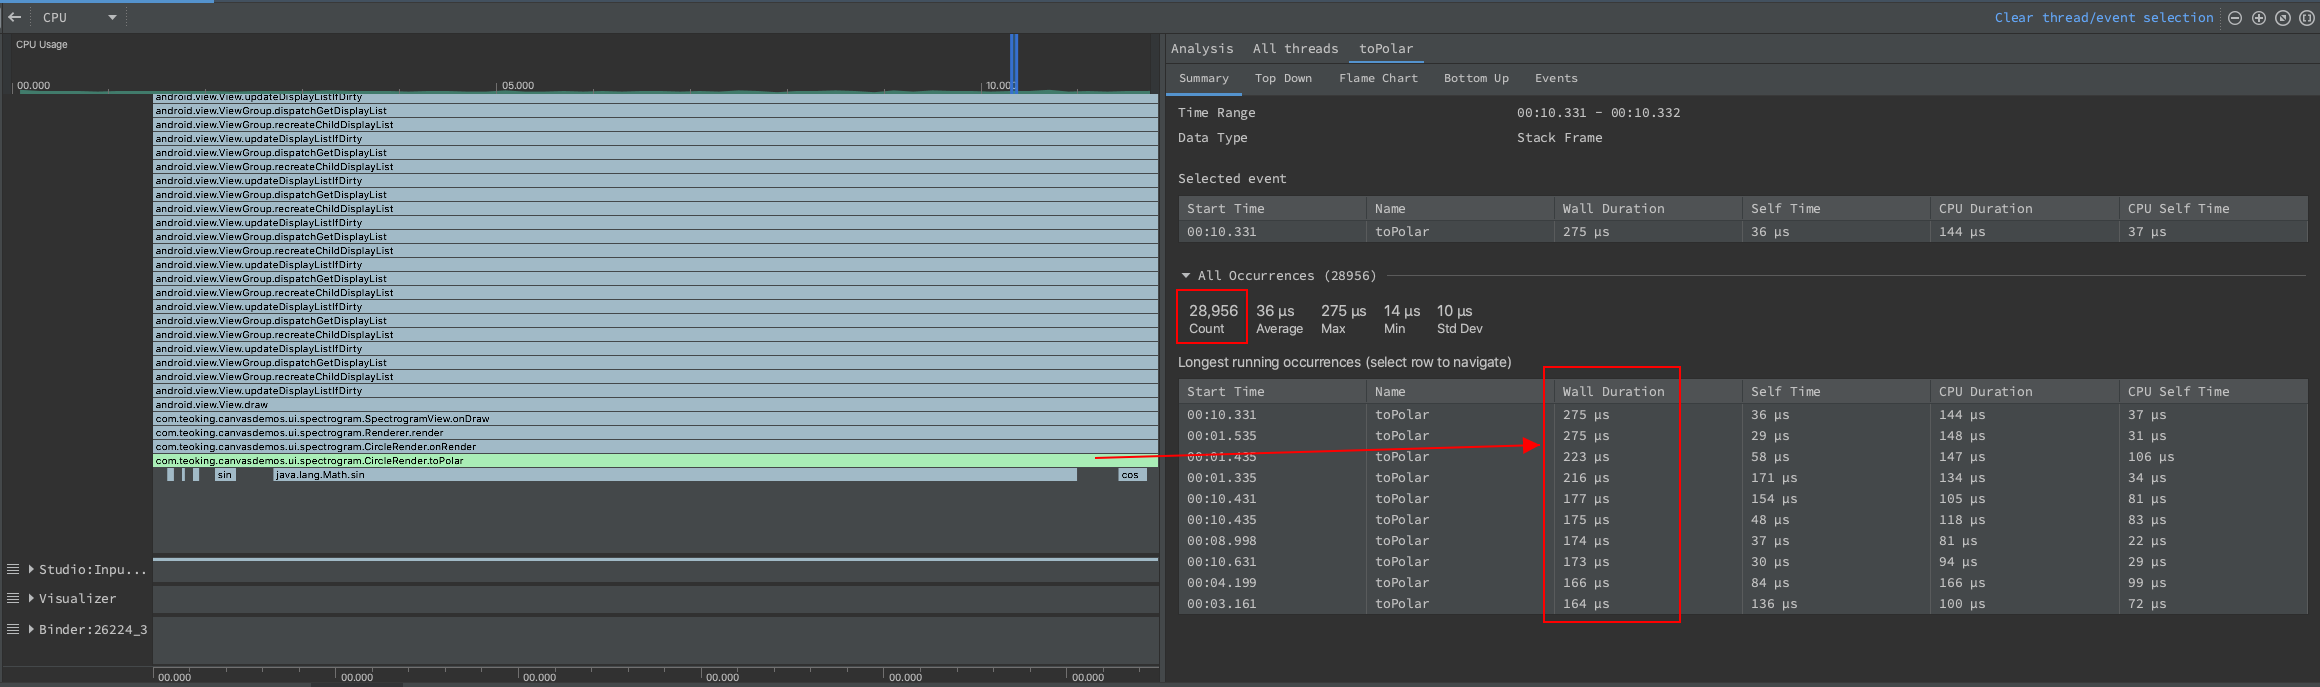 CPU
Clear thread/event selection
CPU Usage
00.000 05.000 10.000
android.view.View.updateDisplayListIfDirty
android.view.ViewGroup.dispatchGetDisplayList
android.view.ViewGroup.recreateChildDisplayList
android.view.View.updateDisplayListIfDirty
android.view.ViewGroup.dispatchGetDisplayList
android.view.ViewGroup.recreateChildDisplayList
android.view.View.updateDisplayListIfDirty
android.view.ViewGroup.dispatchGetDisplayList
android.view.ViewGroup.recreateChildDisplayList
android.view.View.updateDisplayListIfDirty
android.view.ViewGroup.dispatchGetDisplayList
android.view.ViewGroup.recreateChildDisplayList
android.view.View.updateDisplayListIfDirty
android.view.ViewGroup.dispatchGetDisplayList
android.view.ViewGroup.recreateChildDisplayList
android.view.View.updateDisplayListIfDirty
android.view.ViewGroup.dispatchGetDisplayList
android.view.ViewGroup.recreateChildDisplayList
android.view.View.updateDisplayListIfDirty
android.view.ViewGroup.dispatchGetDisplayList
android.view.ViewGroup.recreateChildDisplayList
android.view.View.updateDisplayListIfDirty
android.view.View.draw
com.teoking.canvasdemos.ui.spectrogram.SpectrogramView.onDraw
com.teoking.canvasdemos.ui.spectrogram.Renderer.render
com.teoking.canvasdemos.ui.spectrogram.CircleRender.onRender
com.teoking.canvasdemos.ui.spectrogram.CircleRender.toPolar
sin java.lang.Math.sin cos
Studio:Inpu...
Visualizer
Binder:26224_3
00.000 00.000 00.000 00.000 00.000 00.000
Analysis All threads toPolar
Summary Top Down Flame Chart Bottom Up Events
Time Range 00:10.331 - 00:10.332
Data Type Stack Frame
Selected event
Start Time Name Wall Duration Self Time CPU Duration CPU Self Time
00:10.331 toPolar 275 μs 36 μs 144 μs 37 μs
All Occurrences (28956)
28,956 36 μs 275 μs 14 μs 10 μs
Count Average Max Min Std Dev
Longest running occurrences (select row to navigate)
Start Time Name Wall Duration Self Time CPU Duration CPU Self Time
00:10.331 toPolar 275 μs 36 μs 144 μs 37 μs
00:01.535 toPolar 275 μs 29 μs 148 μs 31 μs
00:01.435 toPolar 223 μs 58 μs 147 μs 106 μs
00:01.335 toPolar 216 μs 171 μs 134 μs 34 μs
00:10.431 toPolar 177 μs 154 μs 105 μs 81 μs
00:10.435 toPolar 175 μs 48 μs 118 μs 83 μs
00:08.998 toPolar 174 μs 37 μs 81 μs 22 μs
00:10.631 toPolar 173 μs 30 μs 94 μs 29 μs
00:04.199 toPolar 166 μs 84 μs 166 μs 99 μs
00:03.161 toPolar 164 μs 136 μs 100 μs 72 μs